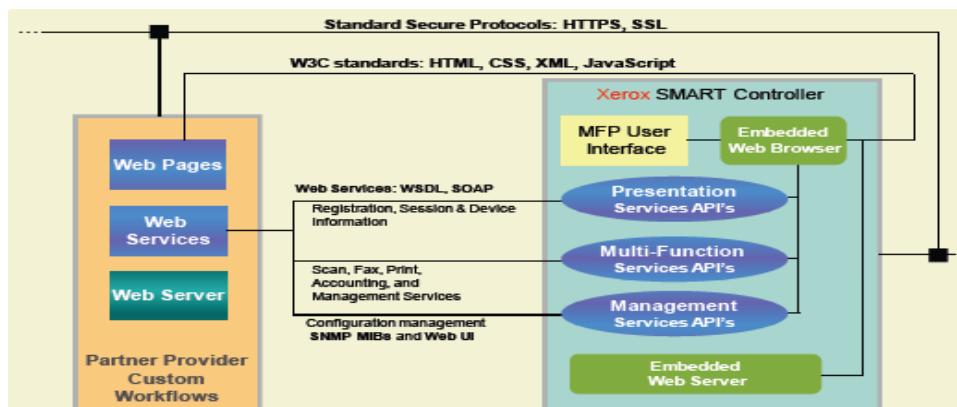 Standard Secure Protocols: HTTPS, SSL
W3C standards: HTML, CSS, XML, JavaScript
Web Pages
Web
Services
Web Server
Partner Provider
Custom
Workflows
Web Services: WSDL, SOAP
Registration, Session & Device
Information
Scan, Fax, Print,
Accounting, and
Management Services
Configuration management
SNMP MIBs and Web UI
Xerox SMART Controller
MFP User
Interface
Embedded
Web Browser
Presentation
Services API's
Multi-Function
Services API's
Management
Services API's
Embedded
Web Server